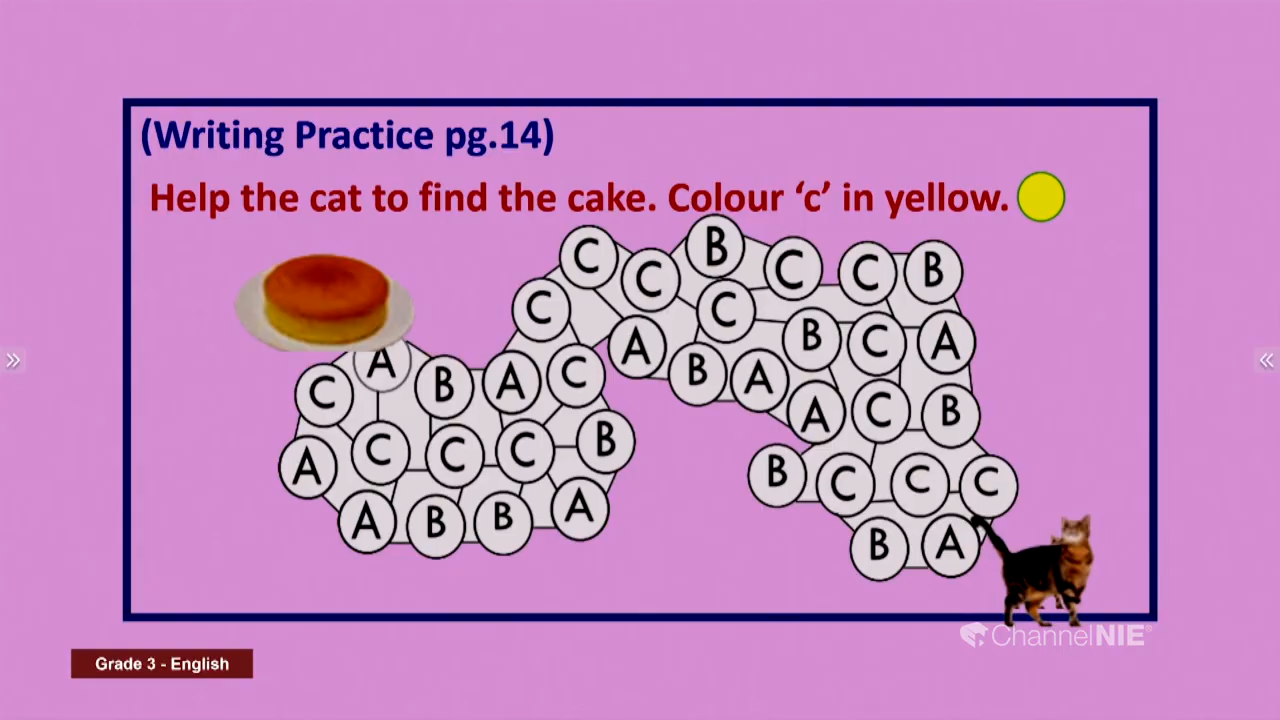 (Writing Practice pg.14)
Help the cat to find the cake. Colour ‘c’ in yellow.
C C B C C B
C C B C A
C A B A B A
C A C B
A C C C B
B C C C
A B B A
B A
ChannelNIE
Grade 3 - English